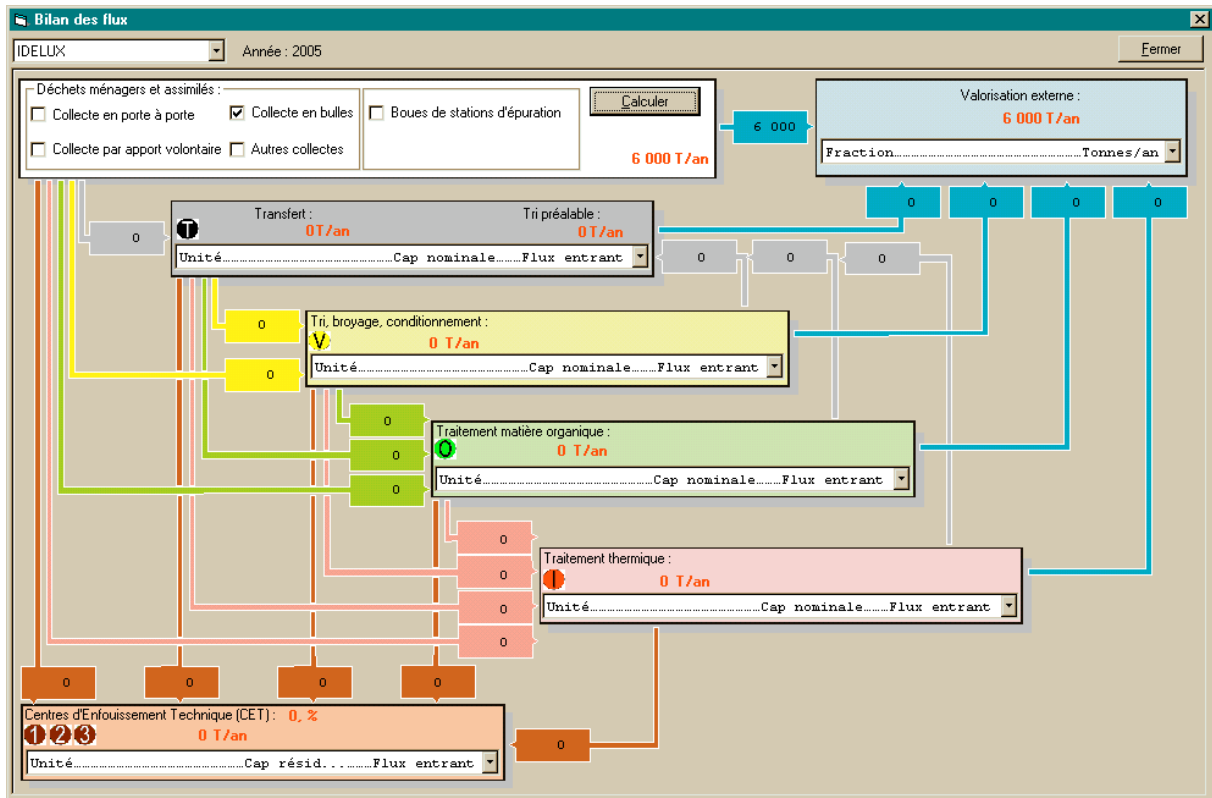 Bilan des flux
IDELUX Année : 2005 Fermer
Déchets ménagers et assimilés :
Collecte en porte à porte Collecte en bulles Boues de stations d'épuration Calculer
Collecte par apport volontaire Autres collectes
6 000 T/an
6 000
Valorisation externe :
6 000 T/an
Fraction Tonnes/an
0 0 0 0
0
T Transfert : Tri préalable :
0T/an 0T/an
Unité Cap nominale Flux entrant
0 0 0
0
Tri, broyage, conditionnement :
V 0 T/an
Unité Cap nominale Flux entrant
0
0
Traitement matière organique :
O 0 T/an
0
Unité Cap nominale Flux entrant
0
0
Traitement thermique :
0
I 0 T/an
Unité Cap nominale Flux entrant
0
0
0 0 0 0
Centres d'Enfouissement Technique (CET) : 0, %
1 2 3 0 T/an
Unité Cap résid... Flux entrant
0